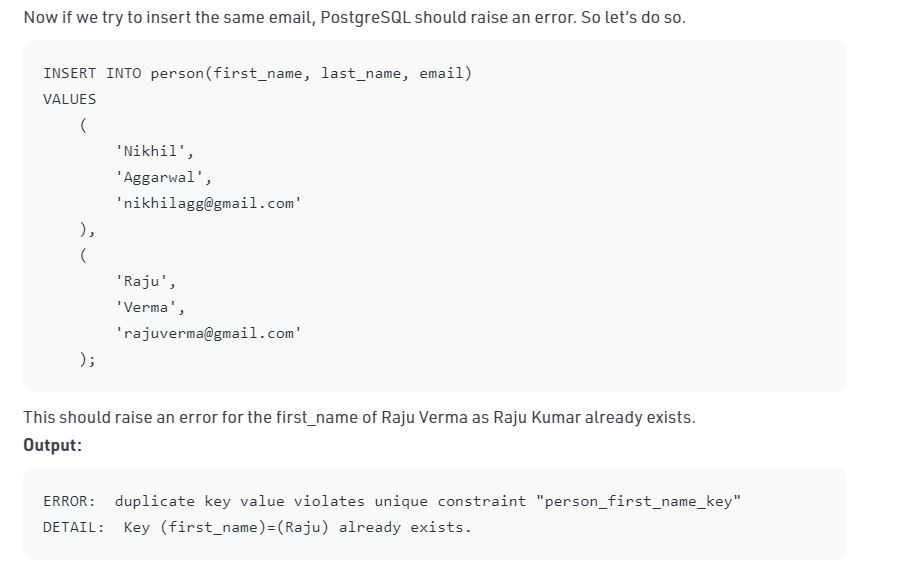 Now if we try to insert the same email, PostgreSQL should raise an error. So let's do so.
INSERT INTO person(first_name, last_name, email)
VALUES
(
'Nikhil',
'Aggarwal',
'nikhilagg@gmail.com'
),
(
'Raju',
'Verma',
'rajuverma@gmail.com'
);
This should raise an error for the first_name of Raju Verma as Raju Kumar already exists.
Output:
ERROR:  duplicate key value violates unique constraint "person_first_name_key"
DETAIL:  Key (first_name)=(Raju) already exists.